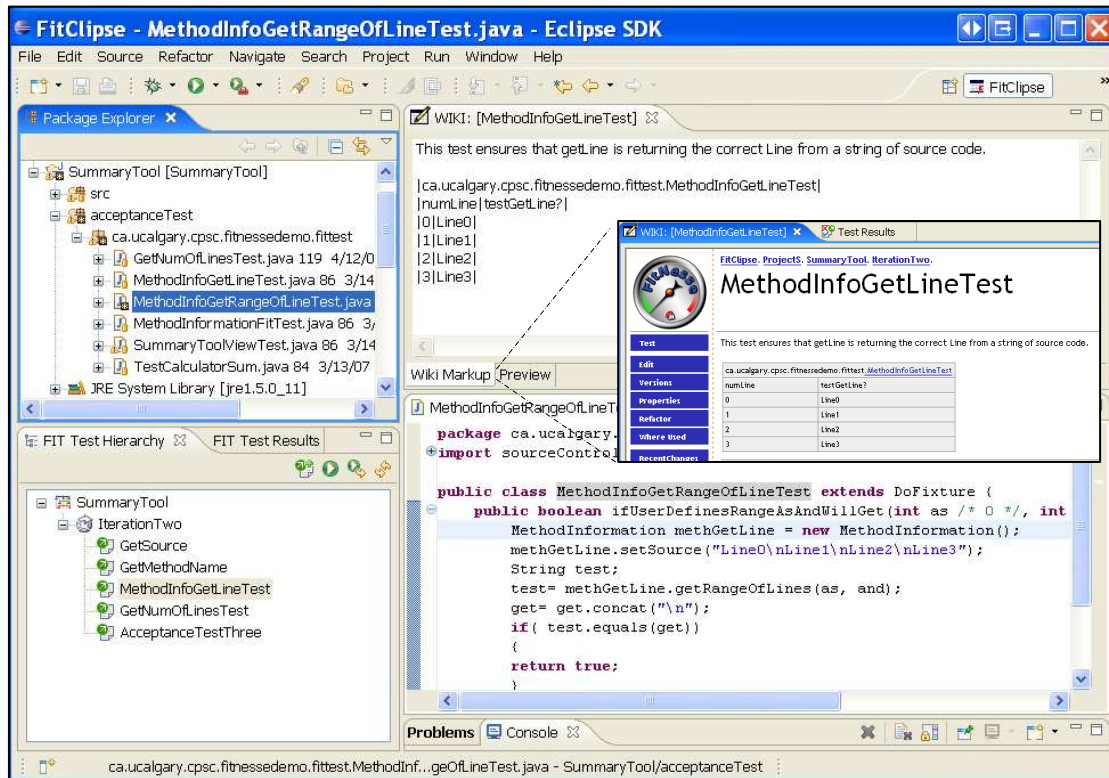 FitClipse - MethodInfoGetRangeOfLineTest.java - Eclipse SDK
File Edit Source Refactor Navigate Search Project Run Window Help
FitClipse
Package Explorer
SummaryTool [SummaryTool]
src
acceptanceTest
ca.ucalgary.cpsc.fitnessedemo.fittest
GetNumOfLinesTest.java 119 4/12/0
MethodInfoGetLineTest.java 86 3/14
MethodInfoGetRangeOfLineTest.java
MethodInformationFitTest.java 86 3/
SummaryToolViewTest.java 86 3/14
TestCalculatorSum.java 84 3/13/07
JRE System Library [jre1.5.0_11]
WIKI: [MethodInfoGetLineTest]
This test ensures that getLine is returning the correct Line from a string of source code.
|ca.ucalgary.cpsc.fitnessedemo.fittest.MethodInfoGetLineTest|
|numLine|testGetLine?|
|0|Line0|
|1|Line1|
|2|Line2|
|3|Line3|
Wiki Markup Preview
WIKI: [MethodInfoGetLineTest] Test Results
FitNesse
FitClipse. ProjectS. SummaryTool. IterationTwo.
MethodInfoGetLineTest
Test
Edit
Versions
Properties
Refactor
Where Used
RecentChanges
This test ensures that getLine is returning the correct Line from a string of source code.
ca.ucalgary.cpsc.fitnessedemo.fittest.MethodInfoGetLineTest
numLine testGetLine?
0 Line0
1 Line1
2 Line2
3 Line3
FIT Test Hierarchy FIT Test Results
SummaryTool
IterationTwo
GetSource
GetMethodName
MethodInfoGetLineTest
GetNumOfLinesTest
AcceptanceTestThree
MethodInfoGetRangeOfLineT
package ca.ucalgary.
import sourceControl
public class MethodInfoGetRangeOfLineTest extends DoFixture {
public boolean ifUserDefinesRangeAsAndWillGet(int as /* 0 */, int
MethodInformation methGetLine = new MethodInformation();
methGetLine.setSource("Line0\nLine1\nLine2\nLine3");
String test;
test= methGetLine.getRangeOfLines(as, and);
get= get.concat("\n");
if( test.equals(get))
{
return true;
}
Problems Console
ca.ucalgary.cpsc.fitnessedemo.fittest.MethodInf...geOfLineTest.java - SummaryTool/acceptanceTest